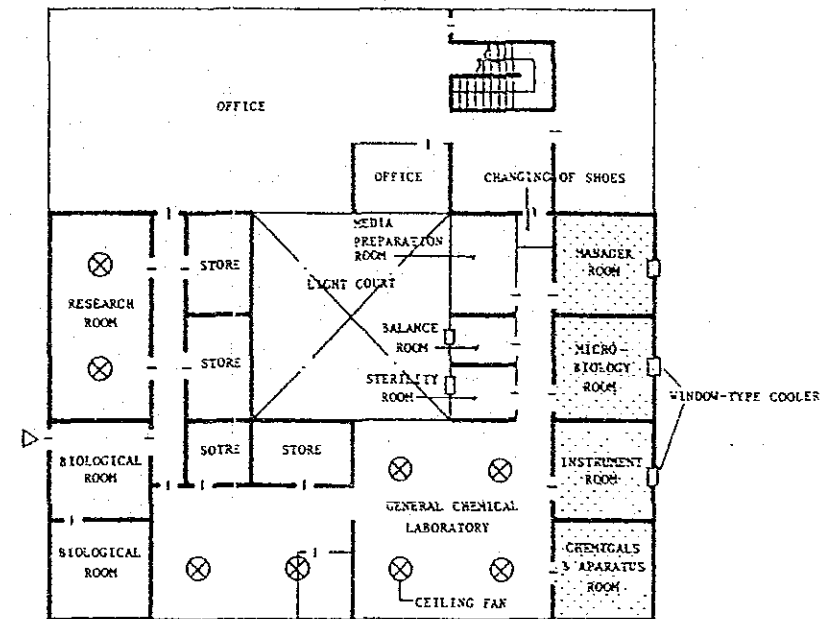 OFFICE
OFFICE
CHANGING OF SHOES
MEDIA
PREPARATION
ROOM
STORE
LIGHT COURT
MANAGER
ROOM
RESEARCH
ROOM
BALANCE
ROOM
STORE
MICRO-
BIOLOGY
ROOM
STERILITY
ROOM
WINDOW-TYPE COOLER
SOTRE
STORE
BIOLOGICAL
ROOM
INSTRUMENT
ROOM
GENERAL CHEMICAL
LABORATORY
BIOLOGICAL
ROOM
CHEMICALS
& APARATUS
ROOM
CEILING FAN